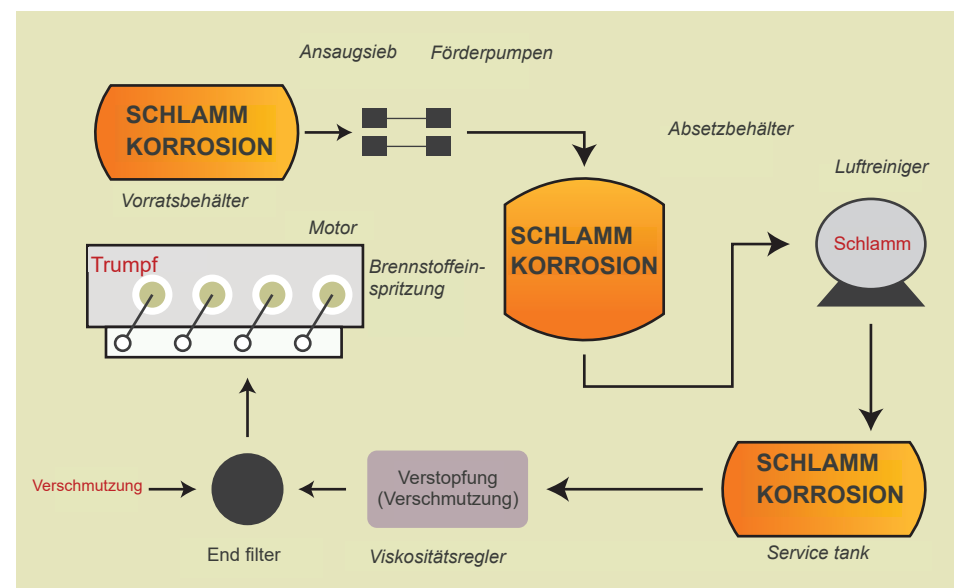 Ansaugsieb
Förderpumpen
SCHLAMM
KORROSION
Absetzbehälter
Luftreiniger
Vorratsbehälter
Motor
SCHLAMM
KORROSION
Schlamm
Trumpf
Brennstoffein-
spritzung
SCHLAMM
KORROSION
Verschmutzung
Verstopfung
(Verschmutzung)
End filter
Viskositätsregler
Service tank